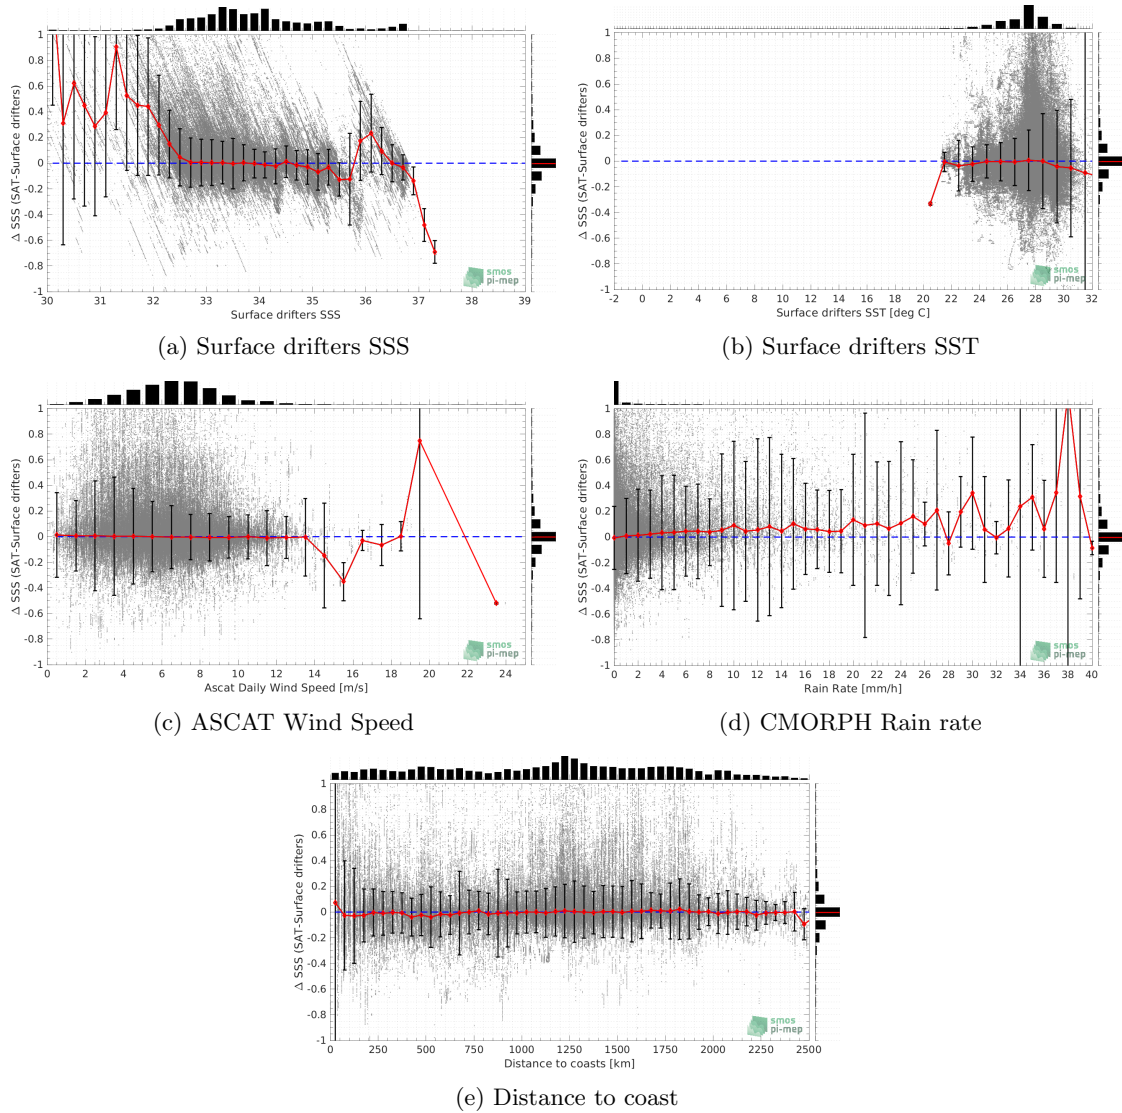 Δ SSS (SAT-Surface drifters)
1
0.8
0.6
0.4
0.2
0
-0.2
-0.4
-0.6
-0.8
-1
smos
pi-mep
30 31 32 33 34 35 36 37 38 39
Surface drifters SSS
(a) Surface drifters SSS
Δ SSS (SAT-Surface drifters)
1
0.8
0.6
0.4
0.2
0
-0.2
-0.4
-0.6
-0.8
-1
smos
pi-mep
-2 0 2 4 6 8 10 12 14 16 18 20 22 24 26 28 30 32
Surface drifters SST [deg C]
(b) Surface drifters SST
Δ SSS (SAT-Surface drifters)
1
0.8
0.6
0.4
0.2
0
-0.2
-0.4
-0.6
-0.8
-1
smos
pi-mep
0 2 4 6 8 10 12 14 16 18 20 22 24
Ascat Daily Wind Speed [m/s]
(c) ASCAT Wind Speed
Δ SSS (SAT-Surface drifters)
1
0.8
0.6
0.4
0.2
0
-0.2
-0.4
-0.6
-0.8
-1
smos
pi-mep
0 2 4 6 8 10 12 14 16 18 20 22 24 26 28 30 32 34 36 38 40
Rain Rate [mm/h]
(d) CMORPH Rain rate
Δ SSS (SAT-Surface drifters)
1
0.8
0.6
0.4
0.2
0
-0.2
-0.4
-0.6
-0.8
-1
smos
pi-mep
0 250 500 750 1000 1250 1500 1750 2000 2250 2500
Distance to coasts [km]
(e) Distance to coast